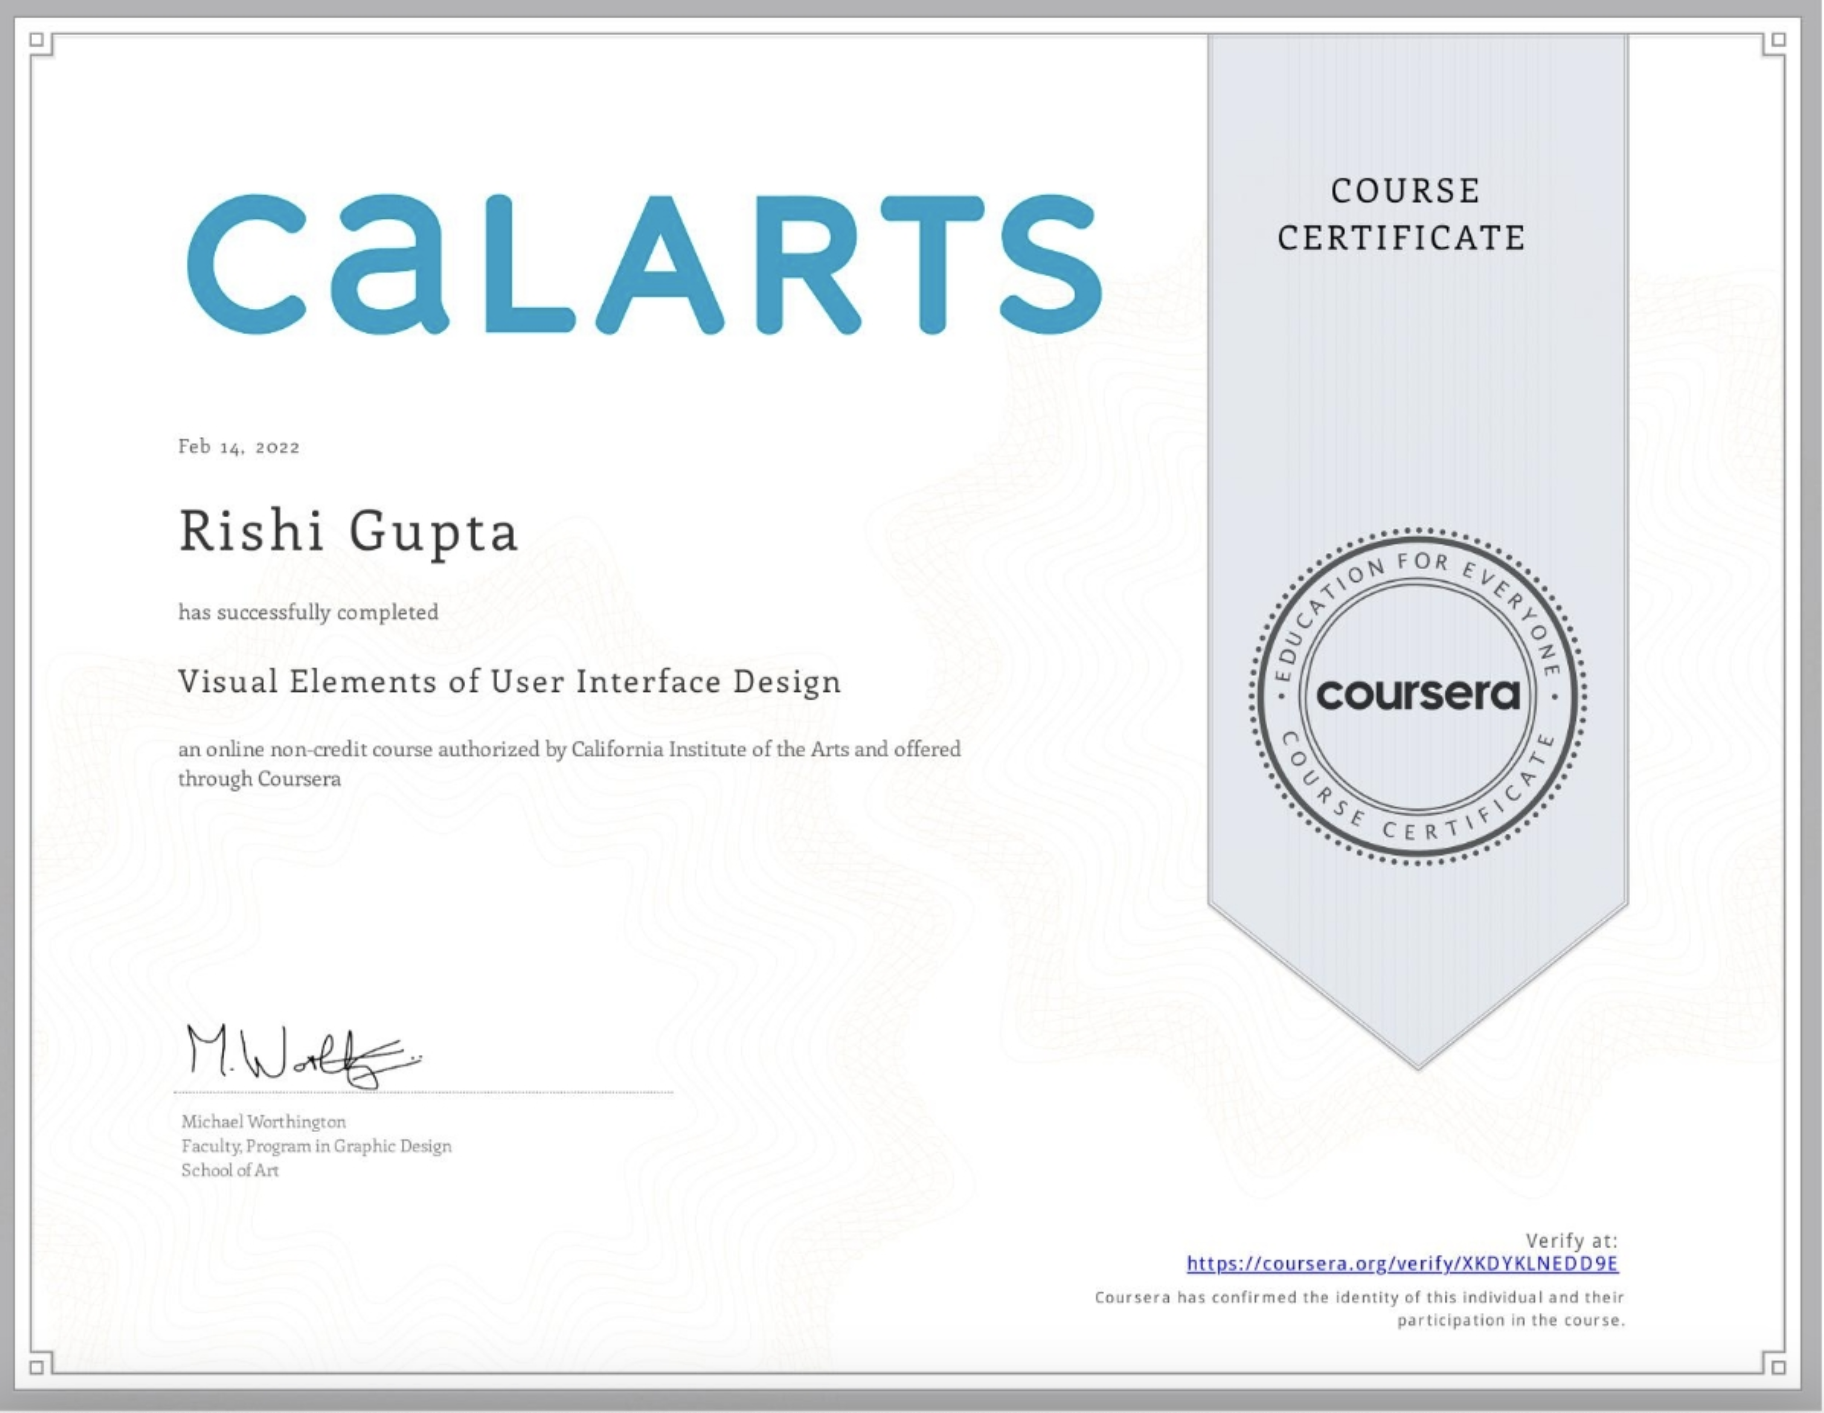 CALARTS
COURSE
CERTIFICATE
Feb 14, 2022
Rishi Gupta
has successfully completed
Visual Elements of User Interface Design
an online non-credit course authorized by California Institute of the Arts and offered
through Coursera
EDUCATION FOR EVERYONE
coursera
COURSE CERTIFICATE
M. Worth
Michael Worthington
Faculty, Program in Graphic Design
School of Art
Verify at:
https://coursera.org/verify/XKDYKLNEDD9E
Coursera has confirmed the identity of this individual and their
participation in the course.